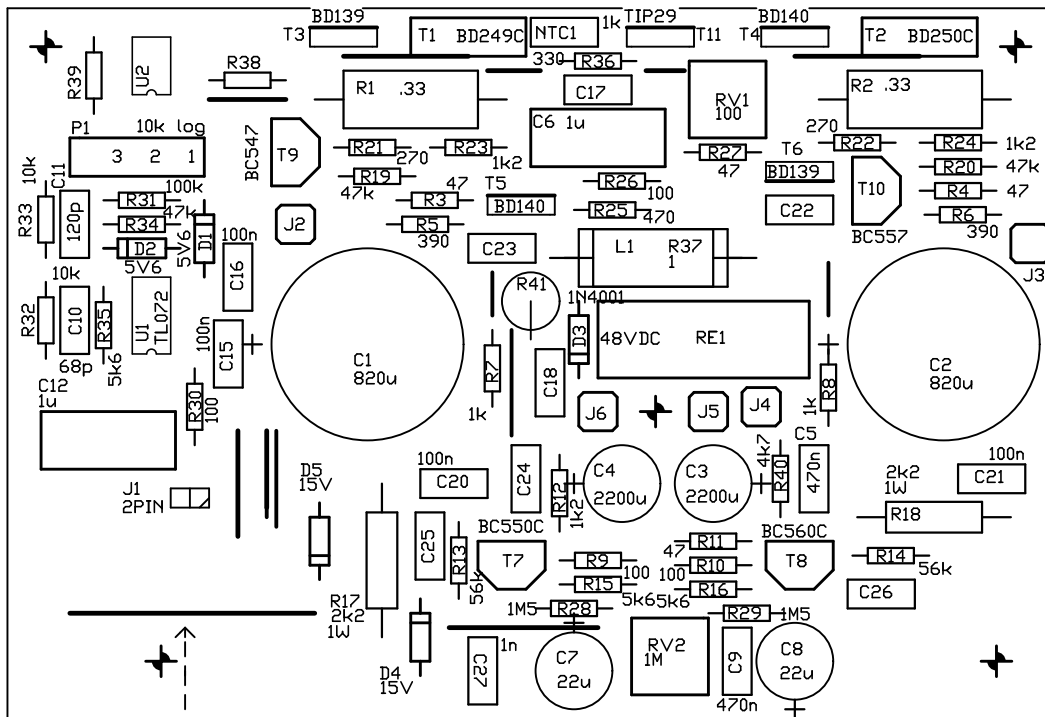 BD139
T3
T1 BD249C
NTC1
1k
TIP29
T11
BD140
T4
T2 BD250C
R39
U2
R38
330
R36
C17
R1 .33
RV1
100
R2 .33
P1 10k log
3 2 1
BC547
T9
C6 1u
R21
270
R23
1k2
R27
47
270
R22
R24
1k2
T6
BD139
T10
BC557
R20
47k
R4
47
R6
390
10k
C11
R33
120p
R31
100k
R34
47k
D2
5V6
D1
5V6
J2
R19
47k
R3
47
R5
390
T5
BD140
R26
100
R25
470
C22
J3
100n
C16
C23
L1 R37
1
10k
R32
C10
68p
R35
5k6
U1
TL072
100n
C15
C1
820u
R41
1N4001
D3
48VDC RE1
C2
820u
R7
1k
C18
R8
1k
C12
1u
R30
100
J6
J5
J4
J1
2PIN
D5
15V
100n
C20
C24
R12
1k2
C4
2200u
C3
2200u
4k7
R40
C5
470n
100n
C21
2k2
1W
R18
C25
R13
56k
BC550C
T7
R11
47
R9
100
R10
100
R15
5k6
R16
5k6
BC560C
T8
R14
56k
C26
R17
2k2
1W
1M5
R28
R29
1M5
D4
15V
C27
1n
C7
22u
RV2
1M
C9
470n
C8
22u